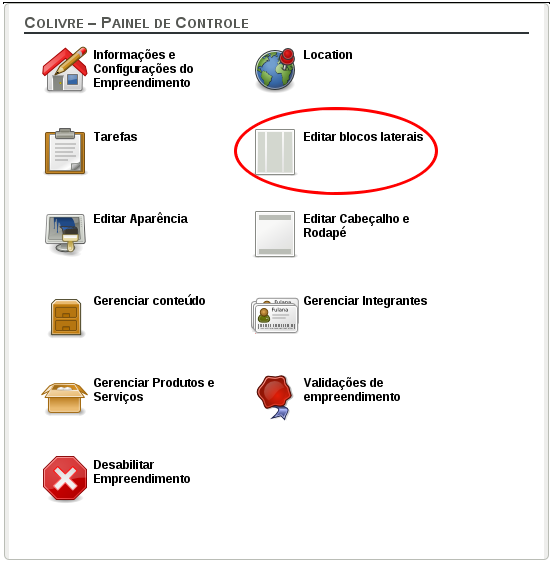 COLIVRE – PAINEL DE CONTROLE
Informações e
Configurações do
Empreendimento
Location
Tarefas
Editar blocos laterais
Editar Aparência
Editar Cabeçalho e
Rodapé
Gerenciar conteúdo
Fulana
Fulana
Gerenciar Integrantes
Gerenciar Produtos e
Serviços
Validações de
empreendimento
Desabilitar
Empreendimento